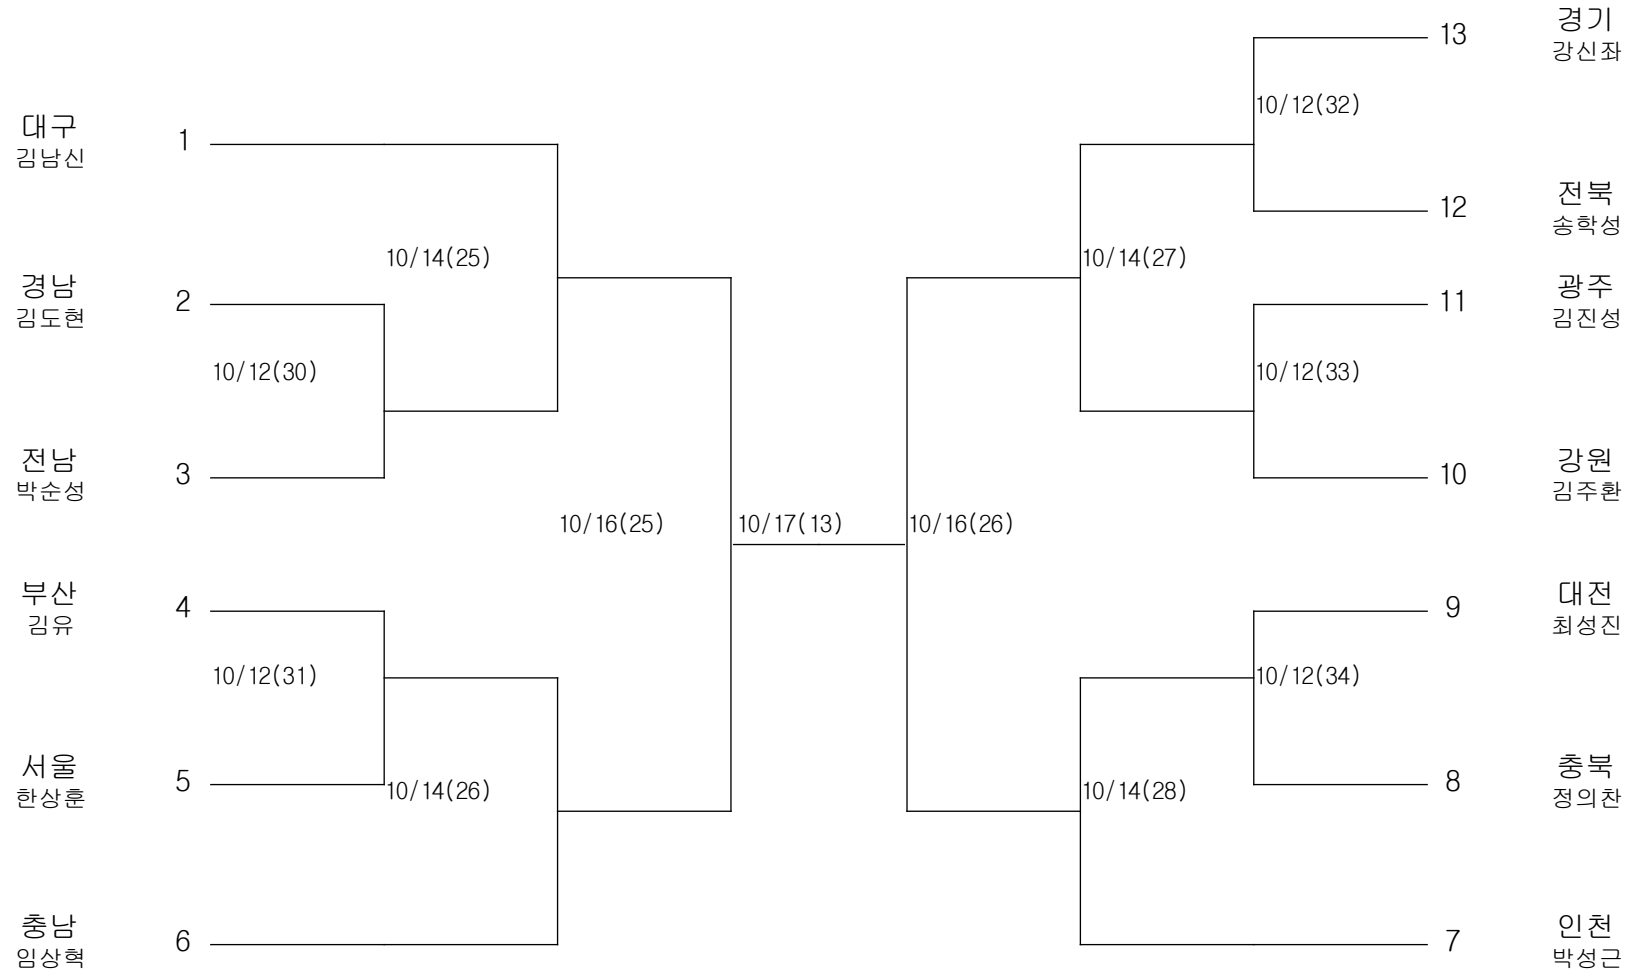 대구
김남신
1
경남
김도현
2
10/12(30)
전남
박순성
3
10/14(25)
부산
김유
4
10/12(31)
서울
한상훈
5
10/14(26)
충남
임상혁
6
10/16(25)
10/17(13)
10/16(26)
13
경기
강신좌
10/12(32)
12
전북
송학성
10/14(27)
11
광주
김진성
10/12(33)
10
강원
김주환
9
대전
최성진
10/12(34)
8
충북
정의찬
10/14(28)
7
인천
박성근